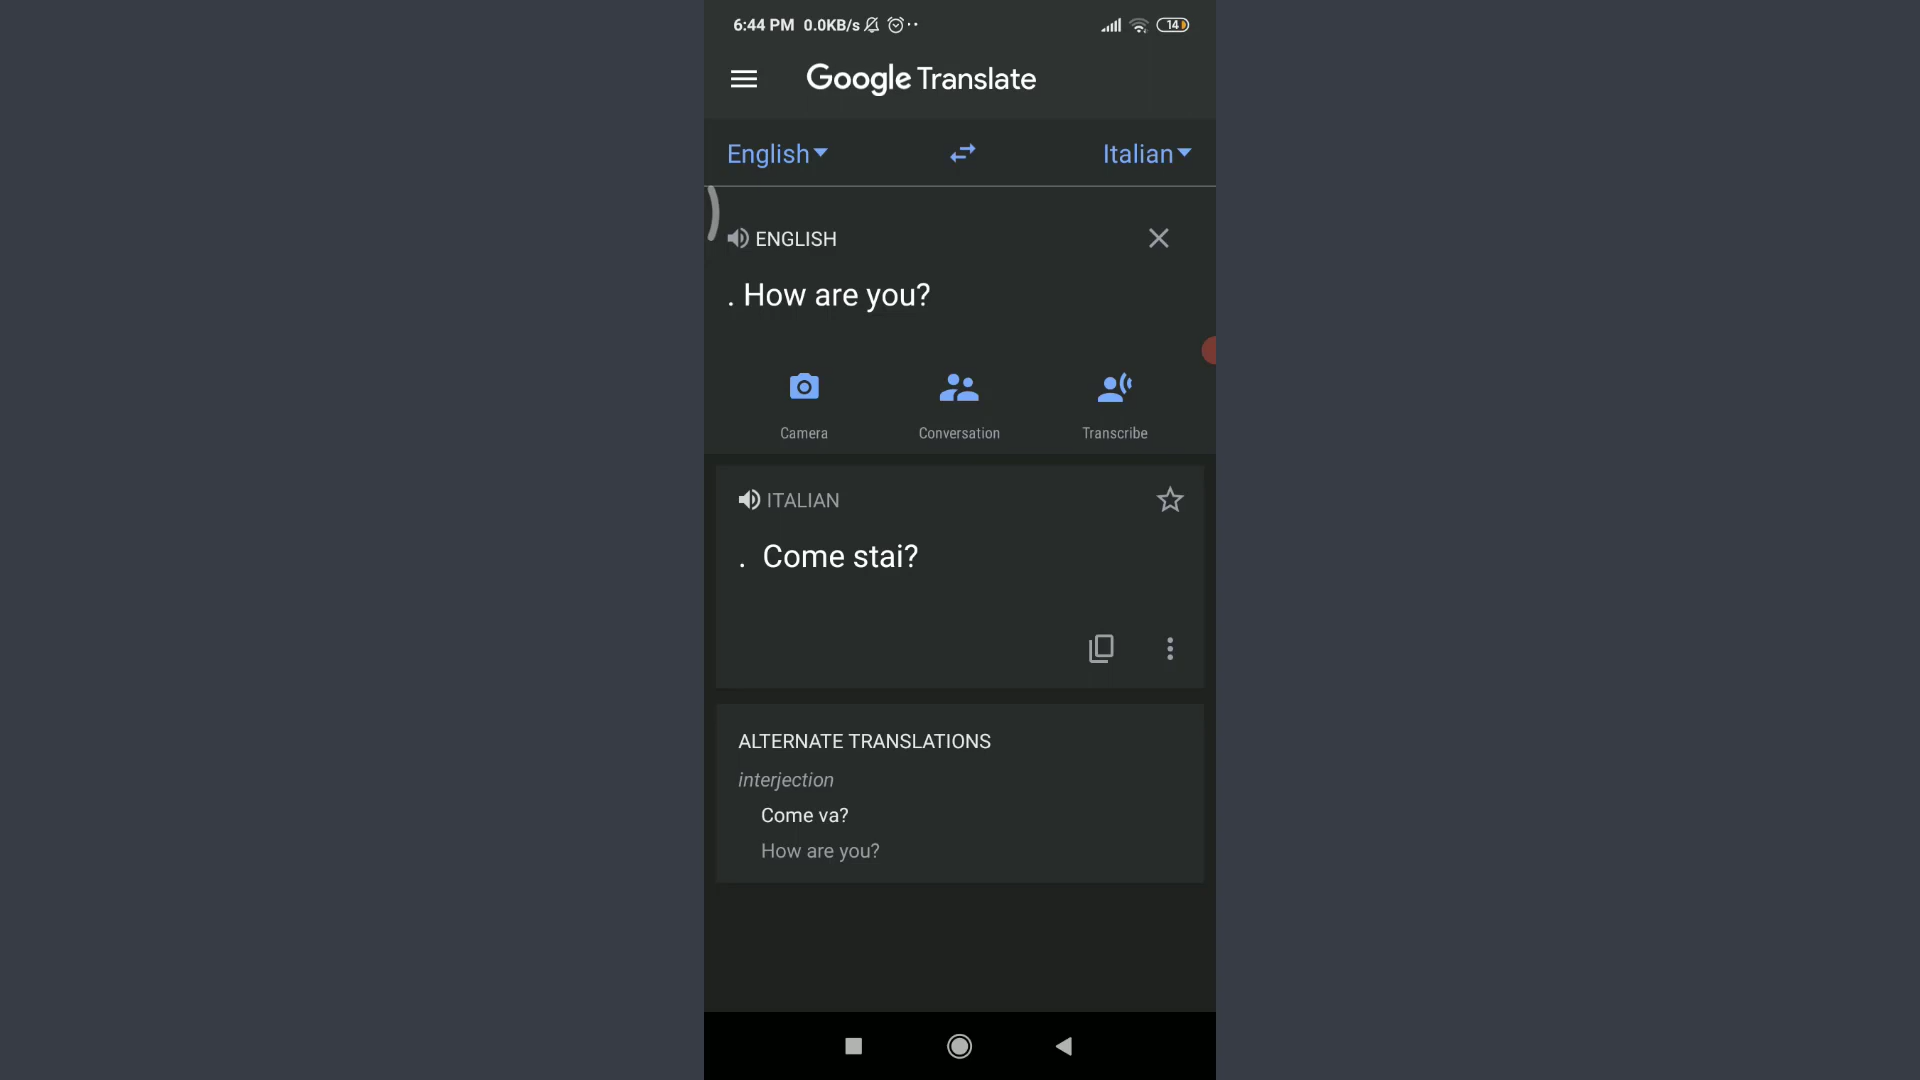 6:44 PM 0.0KB/s 14
Google Translate
English Italian
ENGLISH
. How are you?
Camera Conversation Transcribe
ITALIAN
. Come stai?
ALTERNATE TRANSLATIONS
interjection
Come va?
How are you?